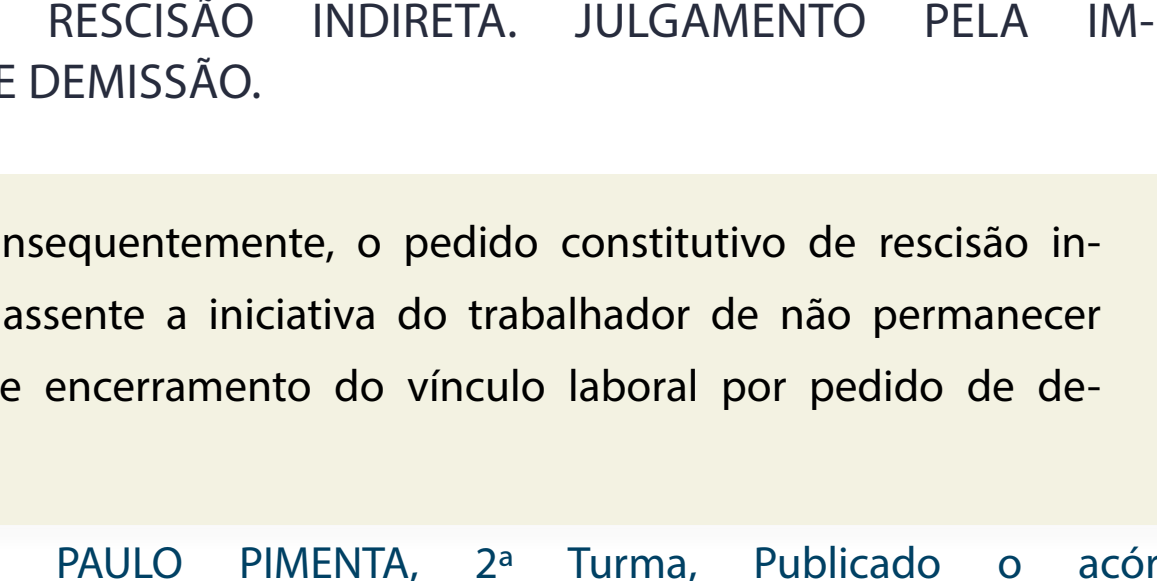 RESCISÃO INDIRETA. JULGAMENTO PELA IM-
E DEMISSÃO.
nsequentemente, o pedido constitutivo de rescisão in-
assente a iniciativa do trabalhador de não permanecer
e encerramento do vínculo laboral por pedido de de-
PAULO PIMENTA, 2ª Turma, Publicado o acór